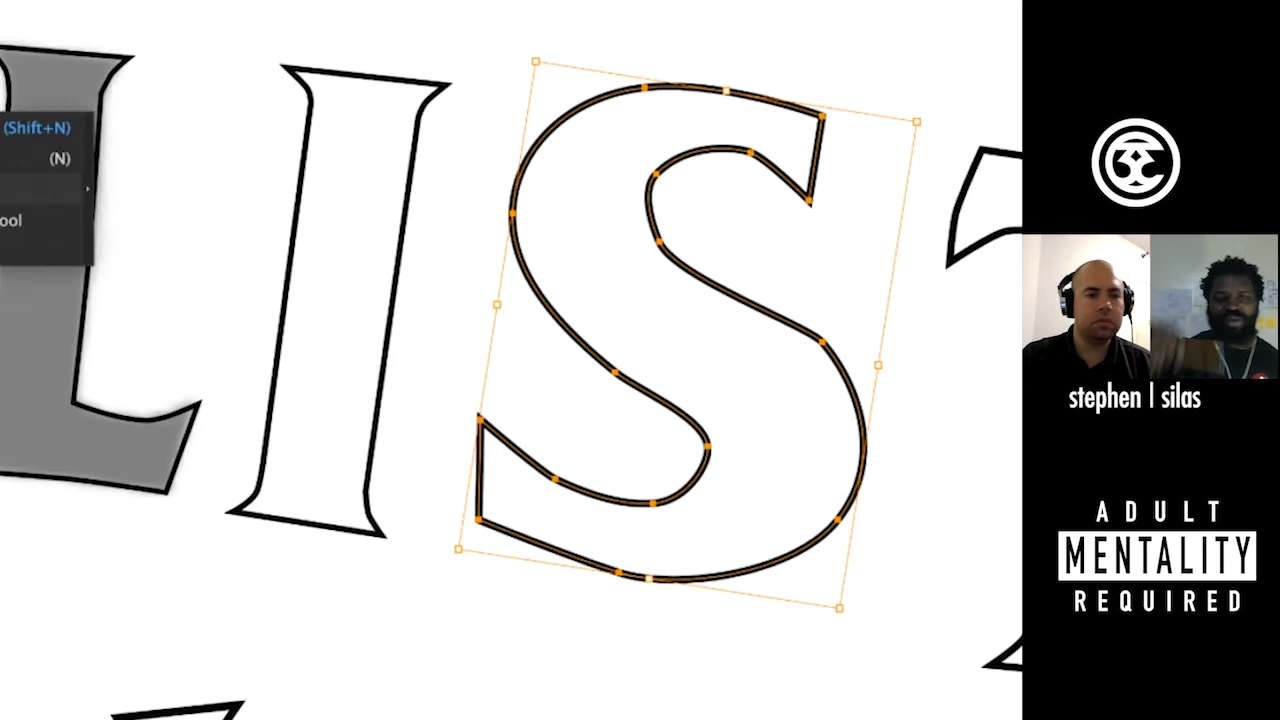 (Shift+N)
(N)
ool
LIS
stephen | silas
ADULT
MENTALITY
REQUIRED